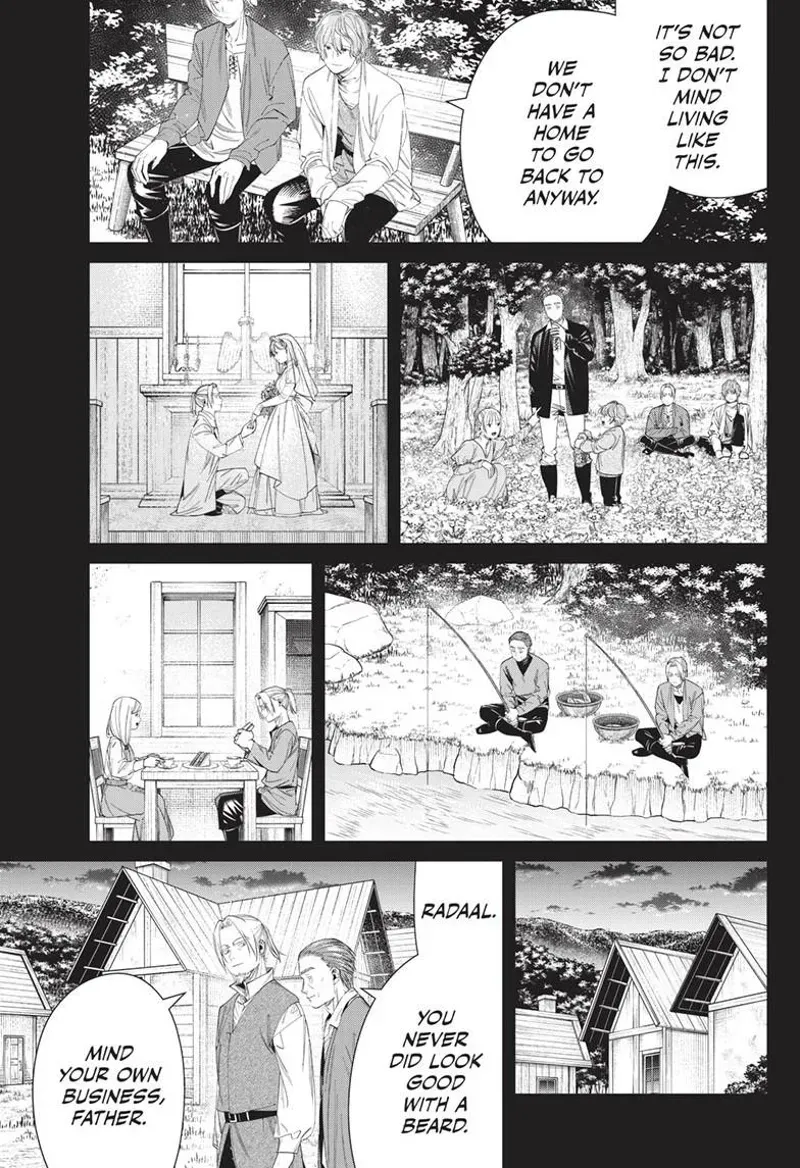 IT'S NOT
SO BAD.
I DON'T
MIND
LIVING
LIKE
THIS.
WE
DON'T
HAVE A
HOME
TO GO
BACK TO
ANYWAY.
RADAAL.
YOU
NEVER
DID LOOK
GOOD
WITH A
BEARD.
MIND
YOUR OWN
BUSINESS,
FATHER.